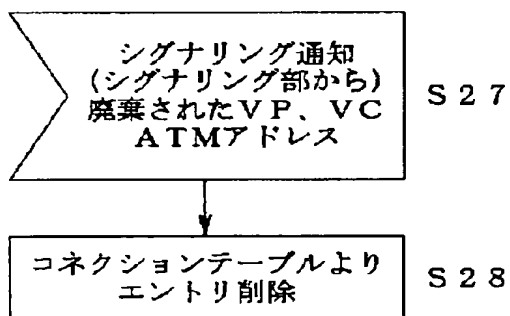 シグナリング通知
(シグナリング部から)
廃棄されたVP、VC
ATMアドレス
S27
コネクションテーブルより
エントリ削除
S28